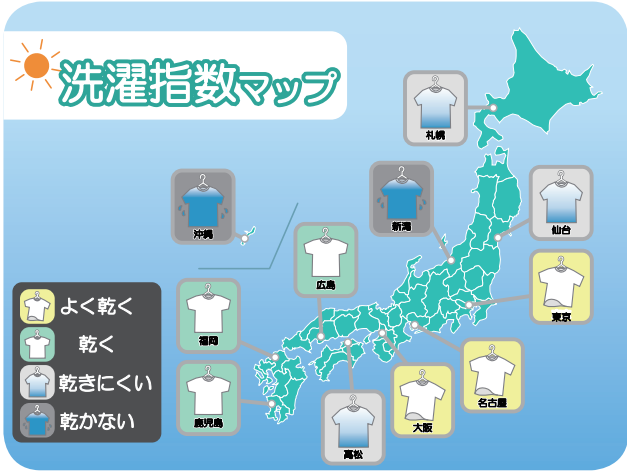 洗濯指数マップ
札幌
沖縄
新潟
仙台
広島
東京
福岡
よく乾く
乾く
乾きにくい
乾かない
鹿児島
高松
大阪
名古屋